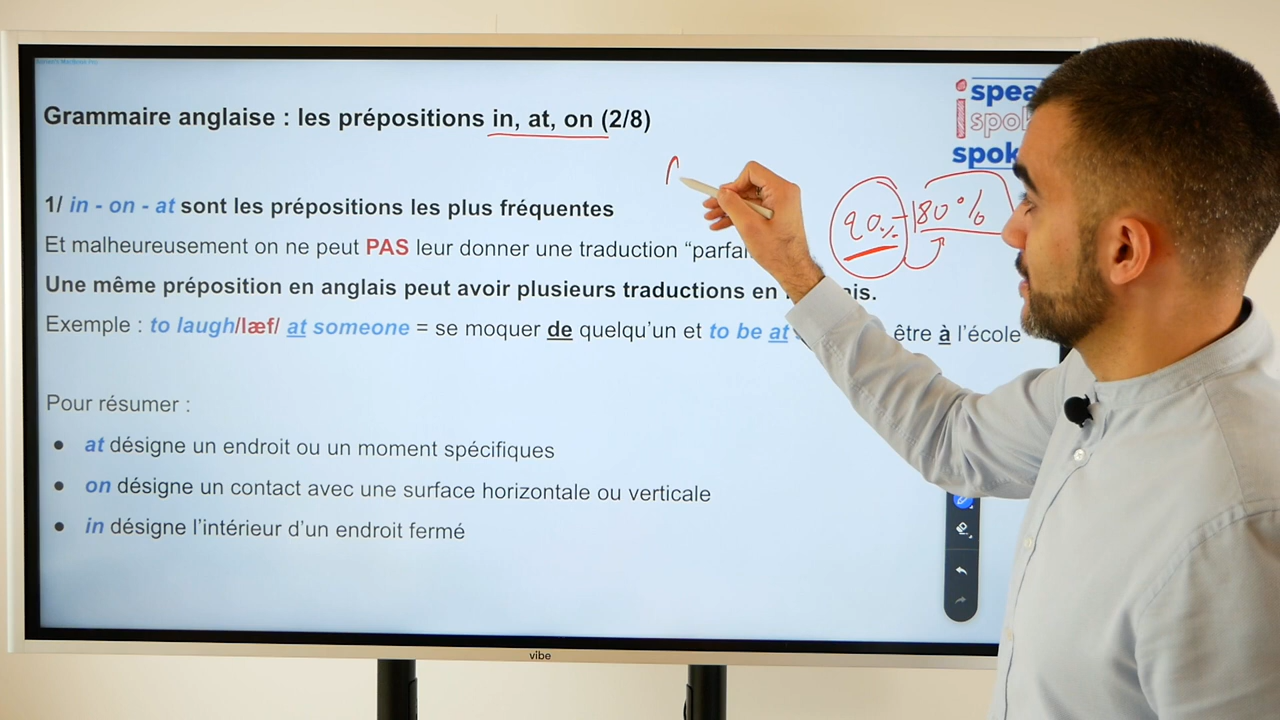 Grammaire anglaise : les prépositions in, at, on (2/8)
i speak
spok
spok
20% → 80%
1/ in - on - at sont les prépositions les plus fréquentes
Et malheureusement on ne peut PAS leur donner une traduction “parfai
Une même préposition en anglais peut avoir plusieurs traductions en ais.
Exemple : to laugh/læf/ at someone = se moquer de quelqu’un et to be at être à l’école
Pour résumer :
● at désigne un endroit ou un moment spécifiques
● on désigne un contact avec une surface horizontale ou verticale
● in désigne l’intérieur d’un endroit fermé
vibe